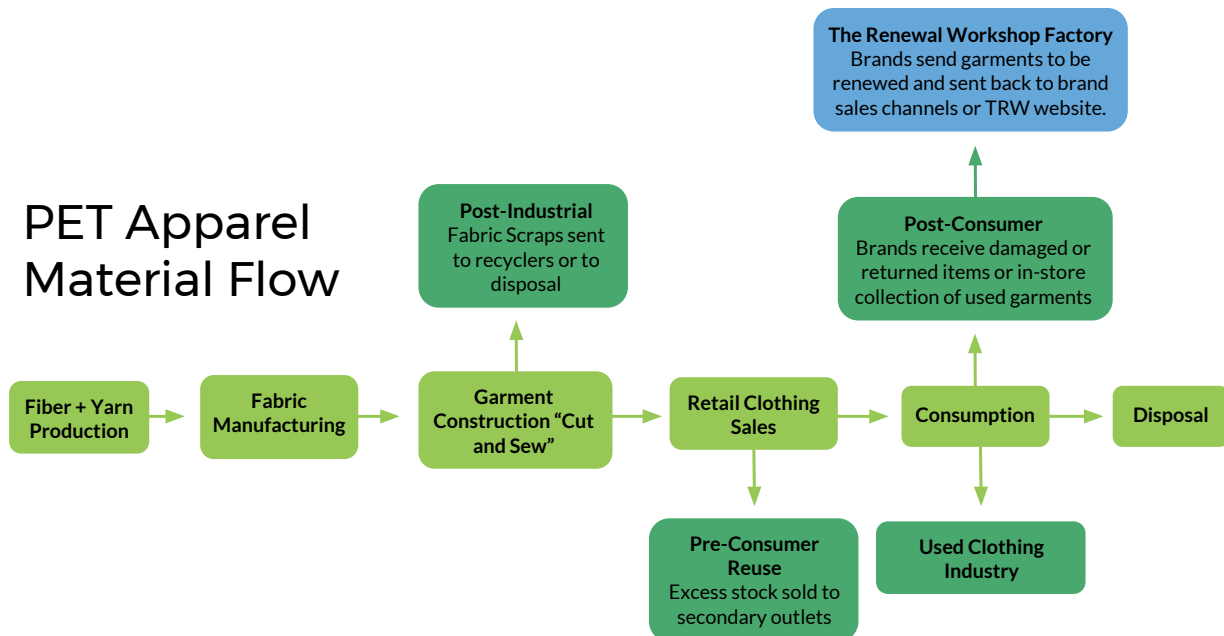 PET Apparel
Material Flow
The Renewal Workshop Factory
Brands send garments to be
renewed and sent back to brand
sales channels or TRW website.
Post-Industrial
Fabric Scraps sent
to recyclers or to
disposal
Post-Consumer
Brands receive damaged or
returned items or in-store
collection of used garments
Fiber + Yarn
Production
Fabric
Manufacturing
Garment
Construction “Cut
and Sew”
Retail Clothing
Sales
Consumption
Disposal
Pre-Consumer
Reuse
Excess stock sold to
secondary outlets
Used Clothing
Industry